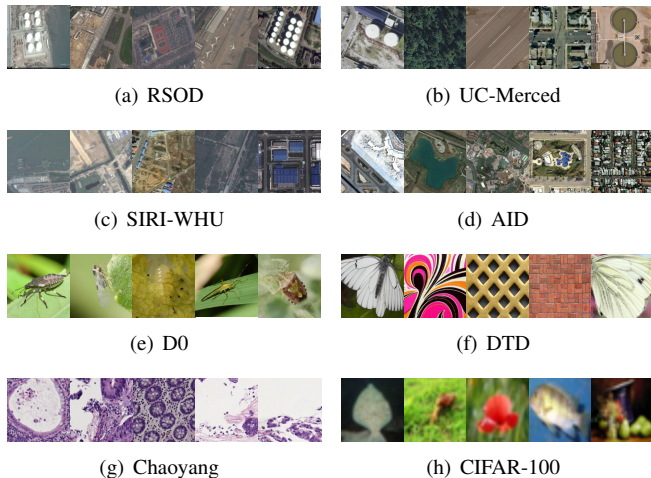 (a) RSOD
(b) UC-Merced
(c) SIRI-WHU
(d) AID
(e) D0
(f) DTD
(g) Chaoyang
(h) CIFAR-100